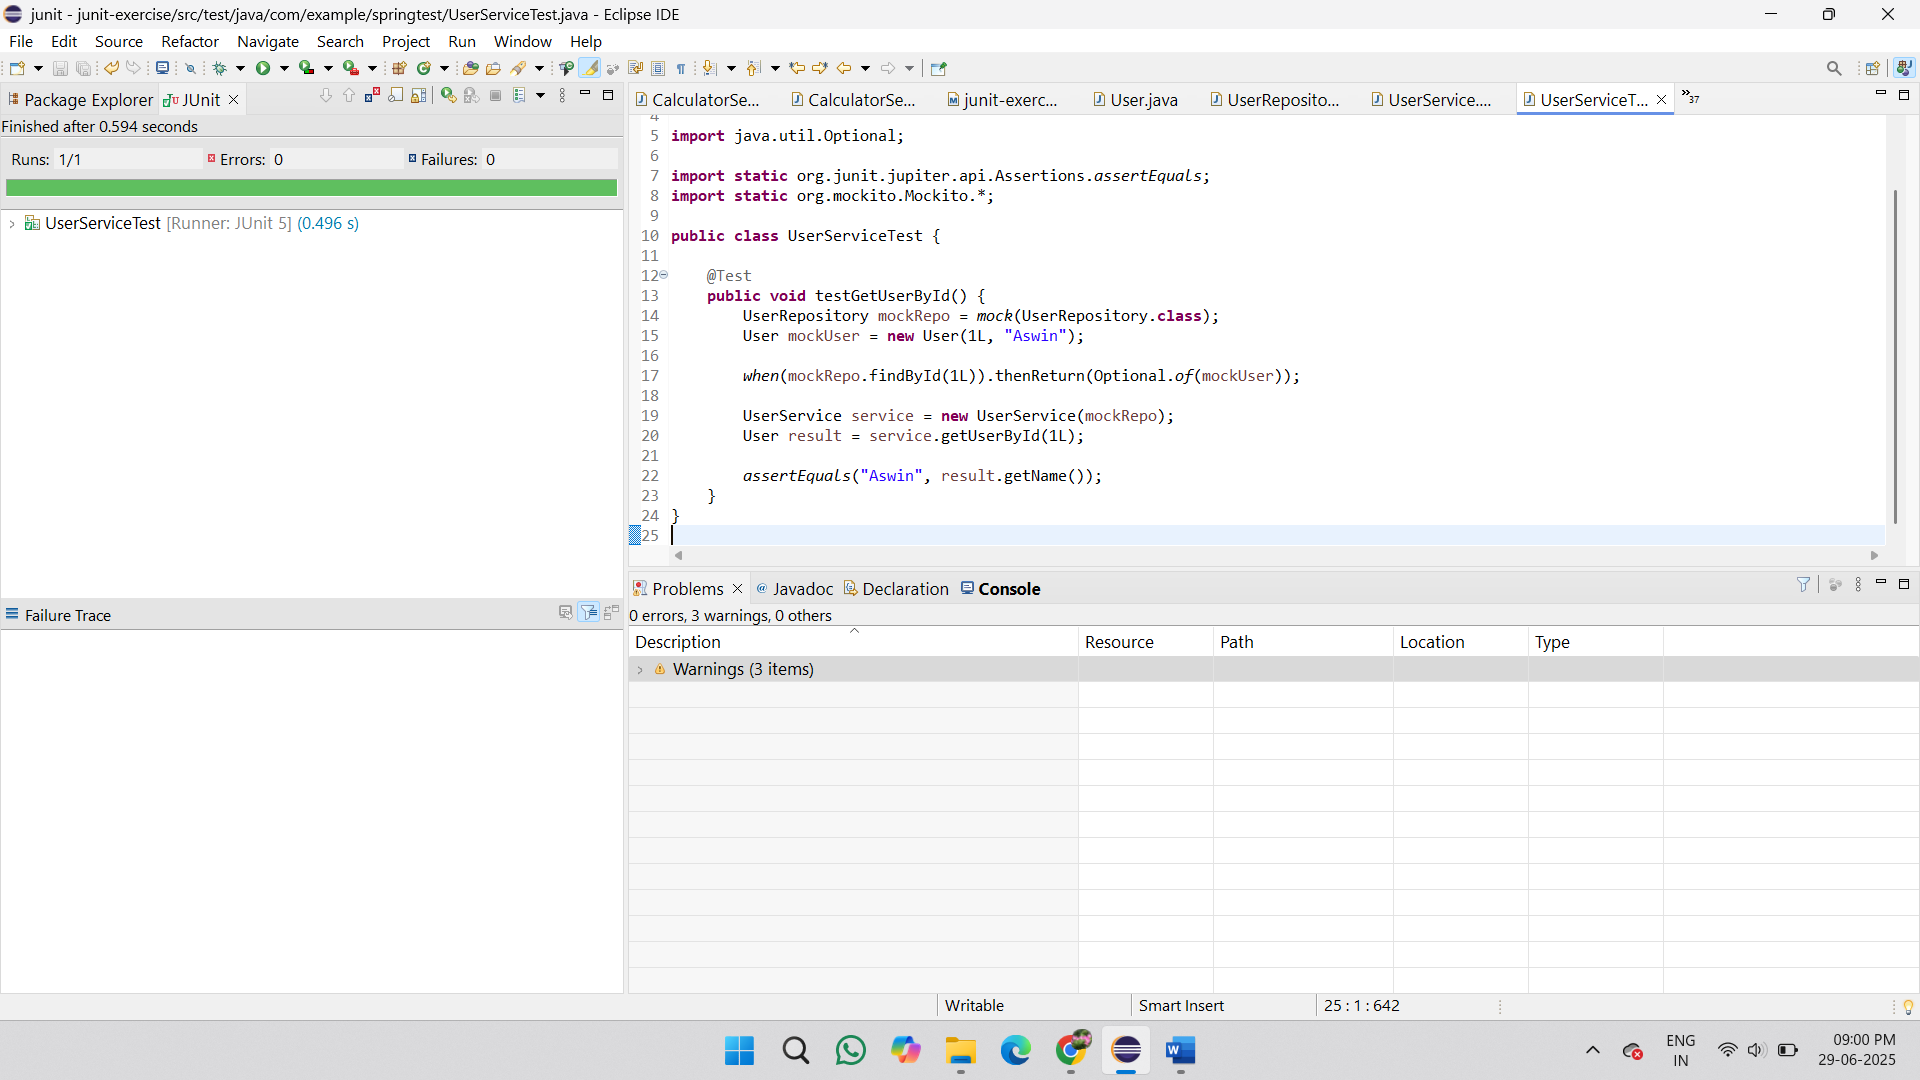 junit - junit-exercise/src/test/java/com/example/springtest/UserServiceTest.java - Eclipse IDE
File Edit Source Refactor Navigate Search Project Run Window Help
Package Explorer JUnit
Finished after 0.594 seconds
Runs: 1/1 Errors: 0 Failures: 0
UserServiceTest [Runner: JUnit 5] (0.496 s)
Failure Trace
CalculatorSe... CalculatorSe... junit-exerc... User.java UserReposito... UserService.... UserServiceT... »37
4
5 import java.util.Optional;
6
7 import static org.junit.jupiter.api.Assertions.assertEquals;
8 import static org.mockito.Mockito.*;
9
10 public class UserServiceTest {
11
12 @Test
13 public void testGetUserById() {
14 UserRepository mockRepo = mock(UserRepository.class);
15 User mockUser = new User(1L, "Aswin");
16
17 when(mockRepo.findById(1L)).thenReturn(Optional.of(mockUser));
18
19 UserService service = new UserService(mockRepo);
20 User result = service.getUserById(1L);
21
22 assertEquals("Aswin", result.getName());
23 }
24 }
25
Problems Javadoc Declaration Console
0 errors, 3 warnings, 0 others
Description Resource Path Location Type
Warnings (3 items)
Writable Smart Insert 25 : 1 : 642
ENG
IN
09:00 PM
29-06-2025